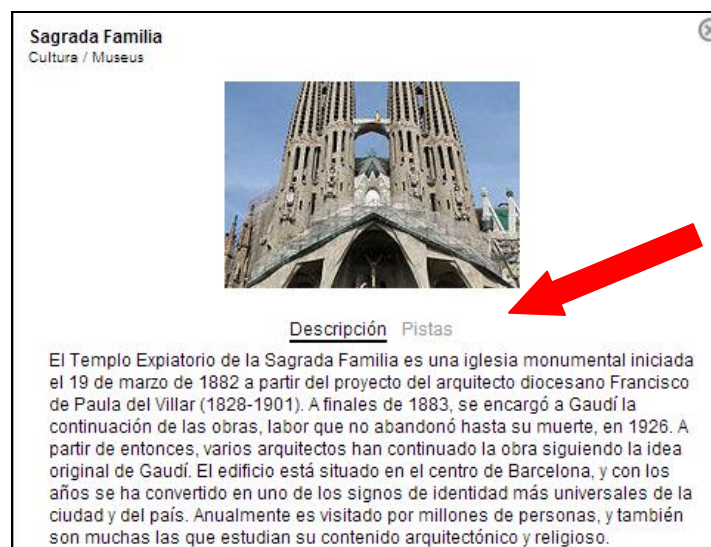 Sagrada Familia
Cultura / Museus
Descripción Pistas
El Templo Expiatorio de la Sagrada Familia es una iglesia monumental iniciada
el 19 de marzo de 1882 a partir del proyecto del arquitecto diocesano Francisco
de Paula del Villar (1828-1901). A finales de 1883, se encargó a Gaudí la
continuación de las obras, labor que no abandonó hasta su muerte, en 1926. A
partir de entonces, varios arquitectos han continuado la obra siguiendo la idea
original de Gaudí. El edificio está situado en el centro de Barcelona, y con los
años se ha convertido en uno de los signos de identidad más universales de la
ciudad y del país. Anualmente es visitado por millones de personas, y también
son muchas las que estudian su contenido arquitectónico y religioso.